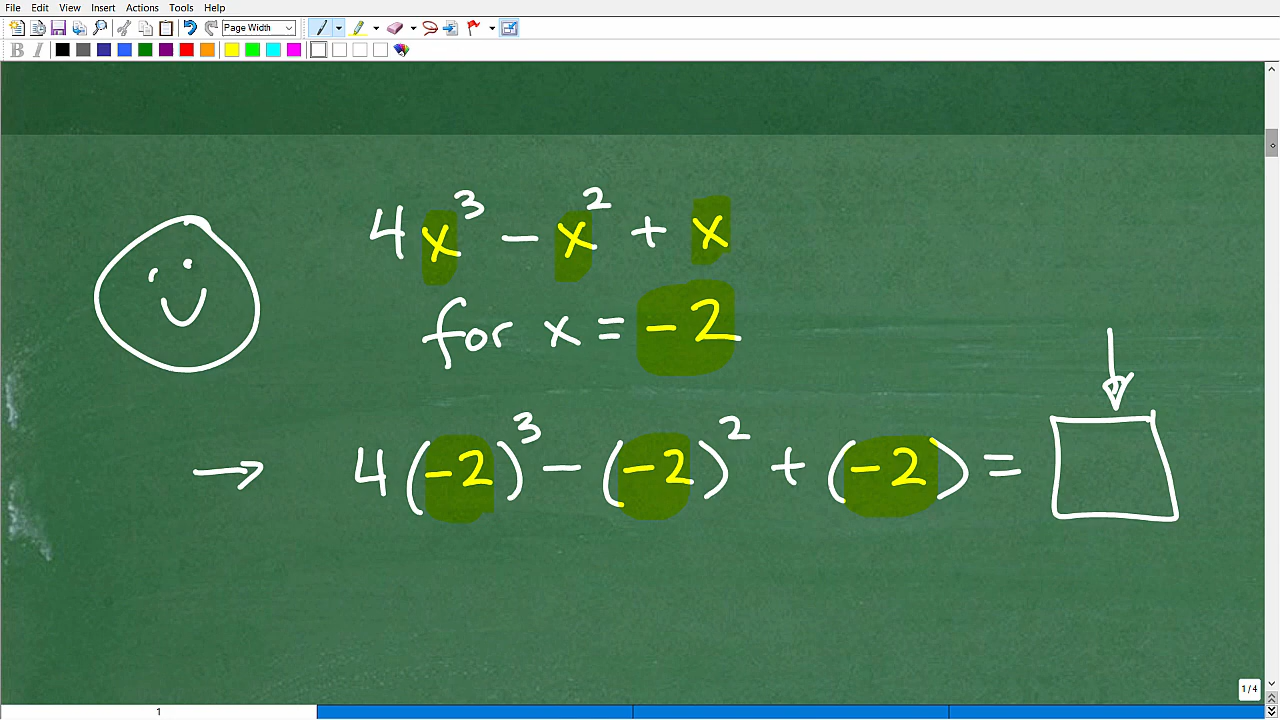 File Edit View Insert Actions Tools Help
Page Width
B I
4x³ - x² + x
for x = -2
→ 4(-2)³ - (-2)² + (-2) =
1/4
1